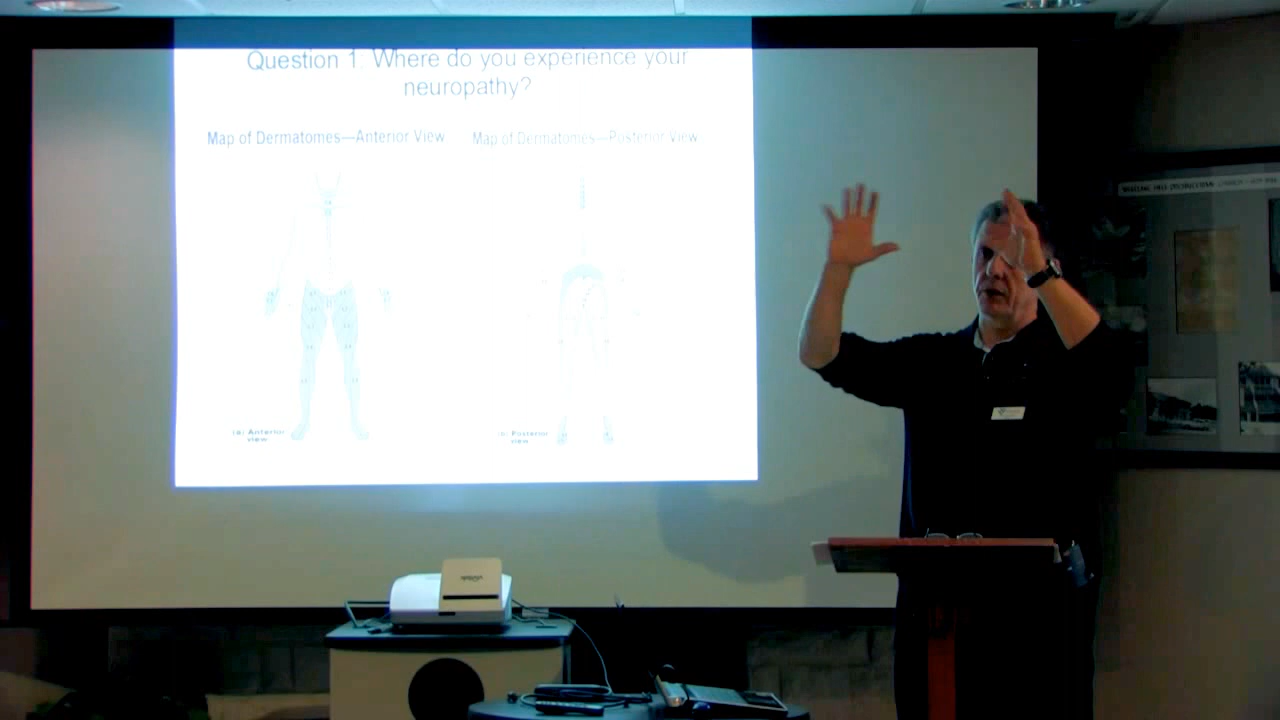 Question 1. Where do you experience your
neuropathy?
Map of Dermatomes—Anterior View
Map of Dermatomes—Posterior View
(a) Anterior
view
(b) Posterior
view